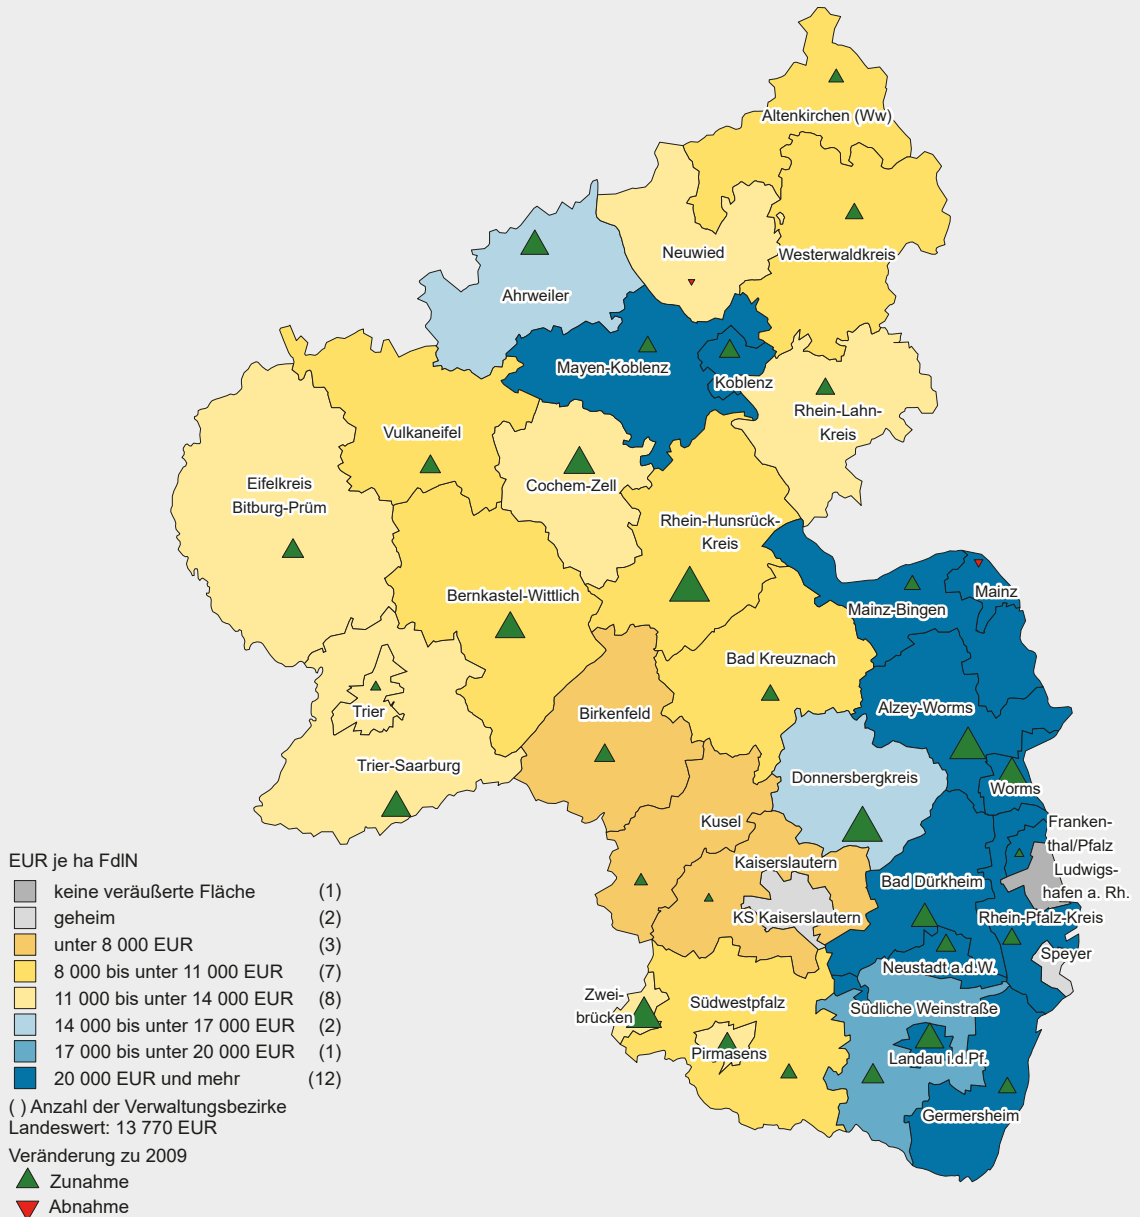 Altenkirchen (Ww)
Neuwied
Westerwaldkreis
Ahrweiler
Mayen-Koblenz
Koblenz
Rhein-Lahn-
Kreis
Vulkaneifel
Cochem-Zell
Eifelkreis
Bitburg-Prüm
Rhein-Hunsrück-
Kreis
Bernkastel-Wittlich
Mainz
Mainz-Bingen
Bad Kreuznach
Alzey-Worms
Birkenfeld
Trier
Trier-Saarburg
Donnersbergkreis
Worms
Kusel
Franken-
thal/Pfalz
Kaiserslautern
Ludwigs-
hafen a. Rh.
Bad Dürkheim
KS Kaiserslautern
Rhein-Pfalz-Kreis
Speyer
Neustadt a.d.W.
Zwei-
brücken
Südwestpfalz
Südliche Weinstraße
Pirmasens
Landau i.d.Pf.
Germersheim
EUR je ha FdlN
keine veräußerte Fläche (1)
geheim (2)
unter 8 000 EUR (3)
8 000 bis unter 11 000 EUR (7)
11 000 bis unter 14 000 EUR (8)
14 000 bis unter 17 000 EUR (2)
17 000 bis unter 20 000 EUR (1)
20 000 EUR und mehr (12)
( ) Anzahl der Verwaltungsbezirke
Landeswert: 13 770 EUR
Veränderung zu 2009
Zunahme
Abnahme